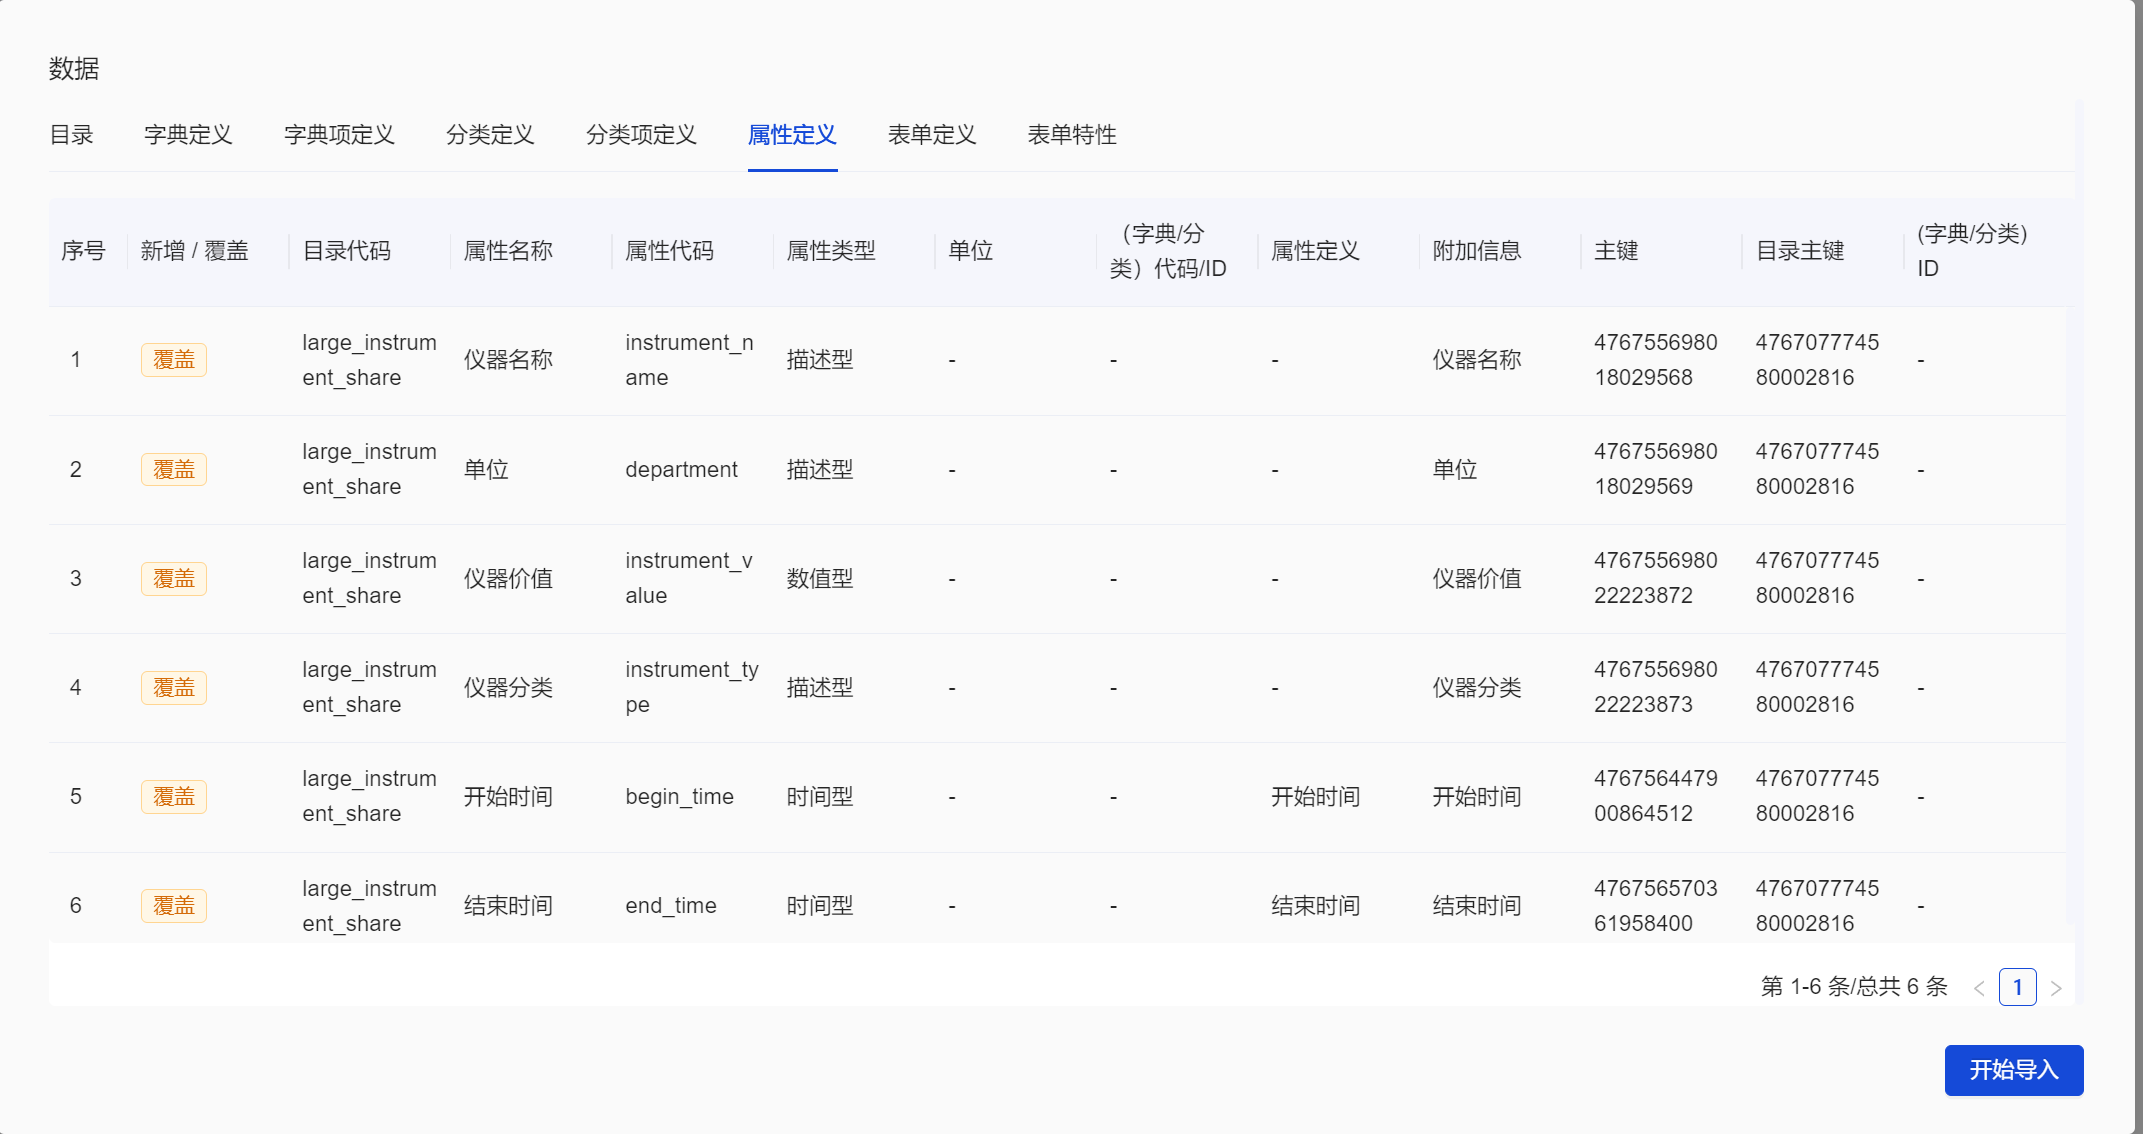 数据
目录 字典定义 字典项定义 分类定义 分类项定义 属性定义 表单定义 表单特性
序号 新增 / 覆盖 目录代码 属性名称 属性代码 属性类型 单位 （字典/分类）代码/ID 属性定义 附加信息 主键 目录主键 (字典/分类) ID
1 覆盖 large_instrument_share 仪器名称 instrument_name 描述型 - - - 仪器名称 476755698018029568 476707774580002816 -
2 覆盖 large_instrument_share 单位 department 描述型 - - - 单位 476755698018029569 476707774580002816 -
3 覆盖 large_instrument_share 仪器价值 instrument_value 数值型 - - - 仪器价值 476755698022223872 476707774580002816 -
4 覆盖 large_instrument_share 仪器分类 instrument_type 描述型 - - - 仪器分类 476755698022223873 476707774580002816 -
5 覆盖 large_instrument_share 开始时间 begin_time 时间型 - - 开始时间 开始时间 476756447900864512 476707774580002816 -
6 覆盖 large_instrument_share 结束时间 end_time 时间型 - - 结束时间 结束时间 476756570361958400 476707774580002816 -
第 1-6 条/总共 6 条 < 1 >
开始导入